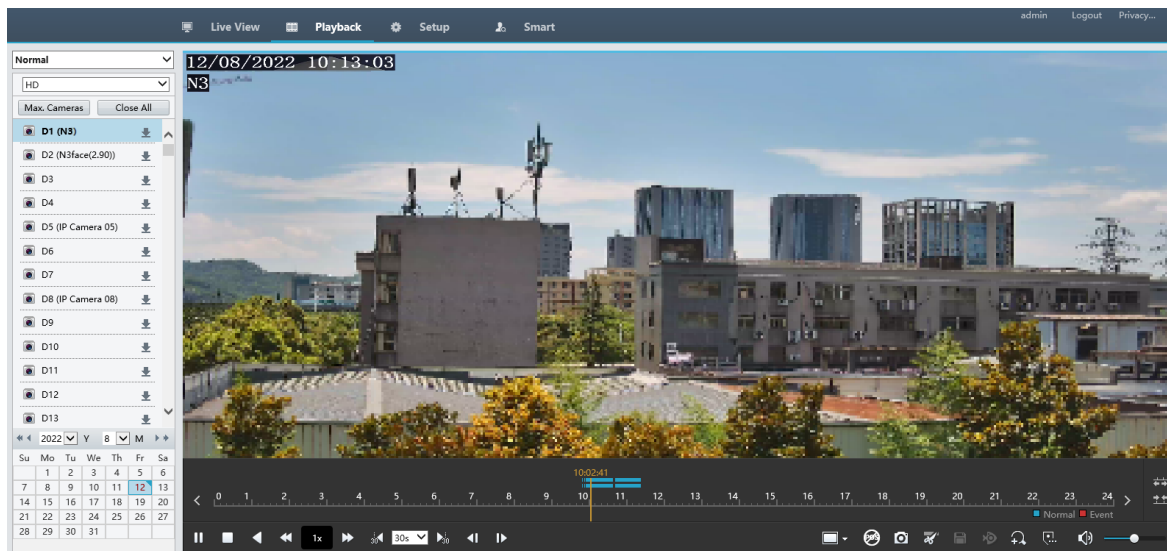 admin Logout Privacy...
Live View Playback Setup Smart
Normal
HD
Max. Cameras Close All
D1 (N3)
D2 (N3face(2.90))
D3
D4
D5 (IP Camera 05)
D6
D7
D8 (IP Camera 08)
D9
D10
D11
D12
D13
2022 Y 8 M
Su Mo Tu We Th Fr Sa
1 2 3 4 5 6
7 8 9 10 11 12 13
14 15 16 17 18 19 20
21 22 23 24 25 26 27
28 29 30 31
12/08/2022 10:13:03
N3
10:02:41
0 1 2 3 4 5 6 7 8 9 10 11 12 13 14 15 16 17 18 19 20 21 22 23 24
Normal Event
1x 30 30s 30 POS